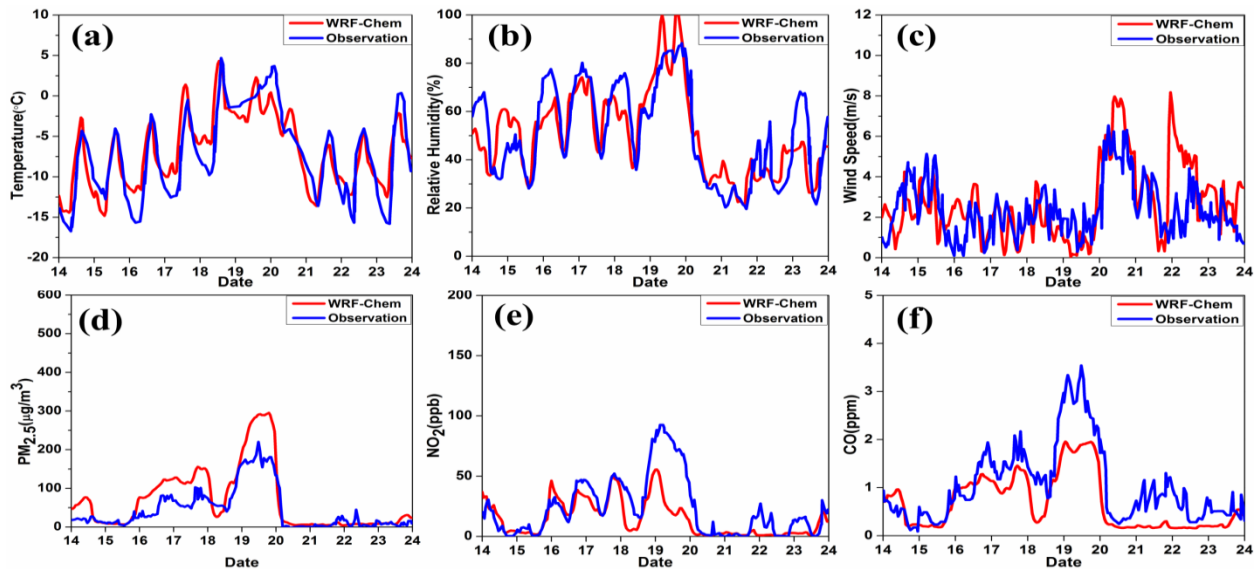 (a)
WRF-Chem
Observation
Temperature(°C)
10
5
0
-5
-10
-15
-20
14 15 16 17 18 19 20 21 22 23 24
Date
(b)
WRF-Chem
Observation
Relative Humidity(%)
100
80
60
40
20
0
14 15 16 17 18 19 20 21 22 23 24
Date
(c)
WRF-Chem
Observation
Wind Speed(m/s)
12
10
8
6
4
2
0
14 15 16 17 18 19 20 21 22 23 24
Date
(d)
WRF-Chem
Observation
PM2.5(μg/m3)
600
500
400
300
200
100
0
14 15 16 17 18 19 20 21 22 23 24
Date
(e)
WRF-Chem
Observation
NO2(ppb)
200
150
100
50
0
14 15 16 17 18 19 20 21 22 23 24
Date
(f)
WRF-Chem
Observation
CO(ppm)
5
4
3
2
1
0
14 15 16 17 18 19 20 21 22 23 24
Date